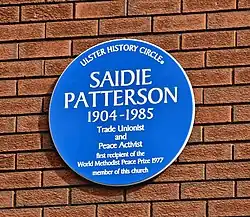 ULSTER HISTORY CIRCLE
SAIDIE
PATTERSON
1904-1985
Trade Unionist
and
Peace Activist
first recipient of the
World Methodist Peace Prize 1977
member of this church